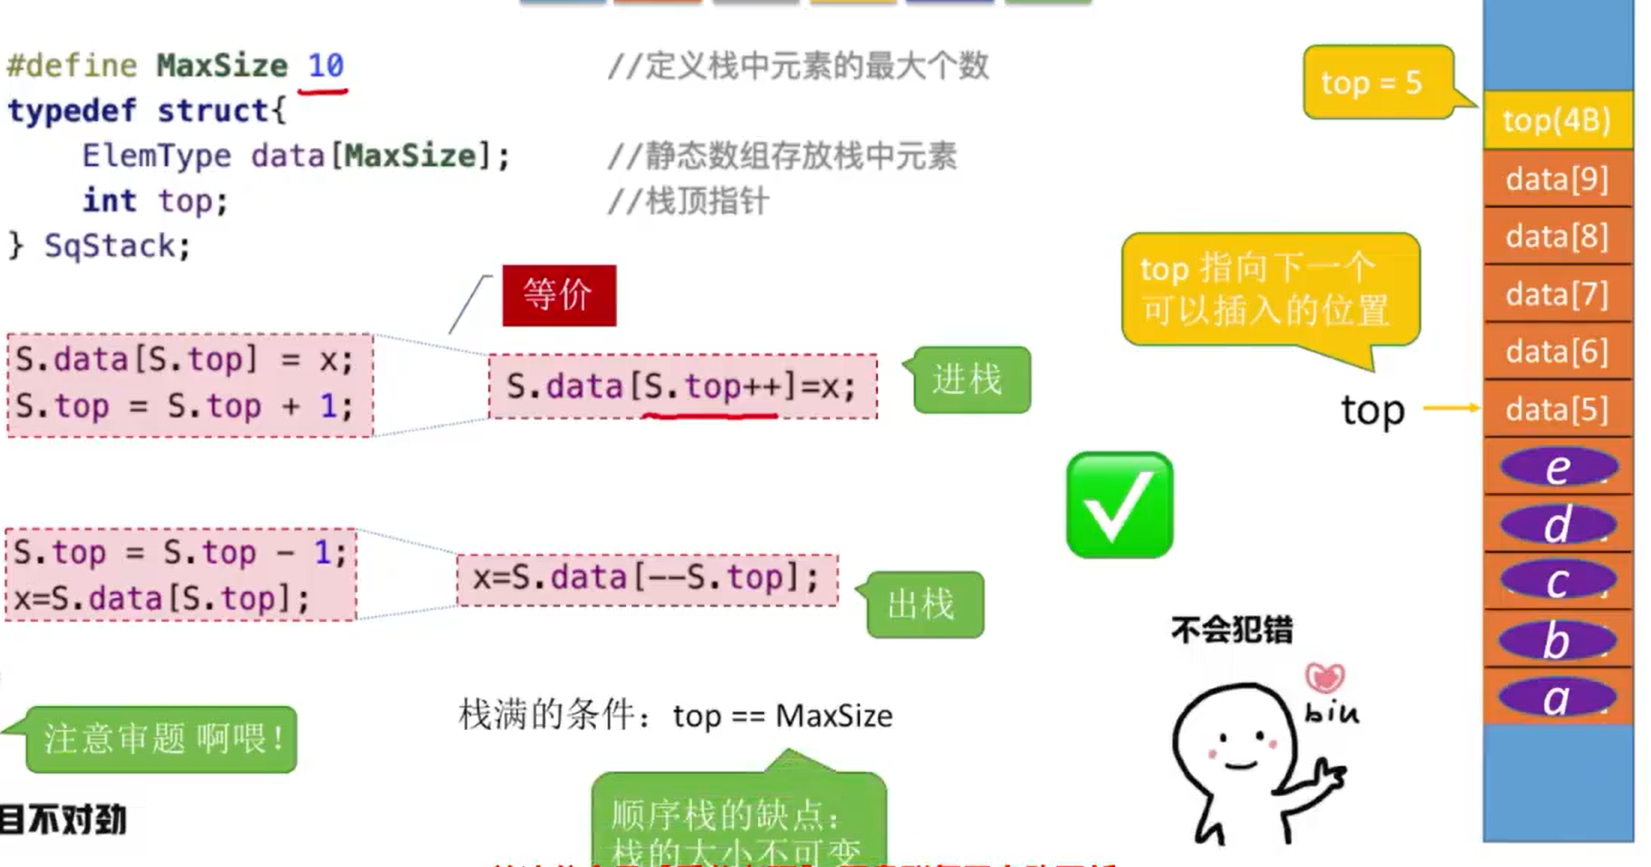 #define MaxSize 10 //定义栈中元素的最大个数
typedef struct{
ElemType data[MaxSize]; //静态数组存放栈中元素
int top; //栈顶指针
} SqStack;
等价
S.data[S.top] = x;
S.top = S.top + 1;
S.data[S.top++]=x;
进栈
S.top = S.top - 1;
x=S.data[S.top];
x=S.data[--S.top];
出栈
注意审题 啊喂!
目不对劲
栈满的条件：top == MaxSize
顺序栈的缺点：
栈的大小不可变
top = 5
top 指向下一个
可以插入的位置
top
top(4B)
data[9]
data[8]
data[7]
data[6]
data[5]
e
d
c
b
a
不会犯错
biu